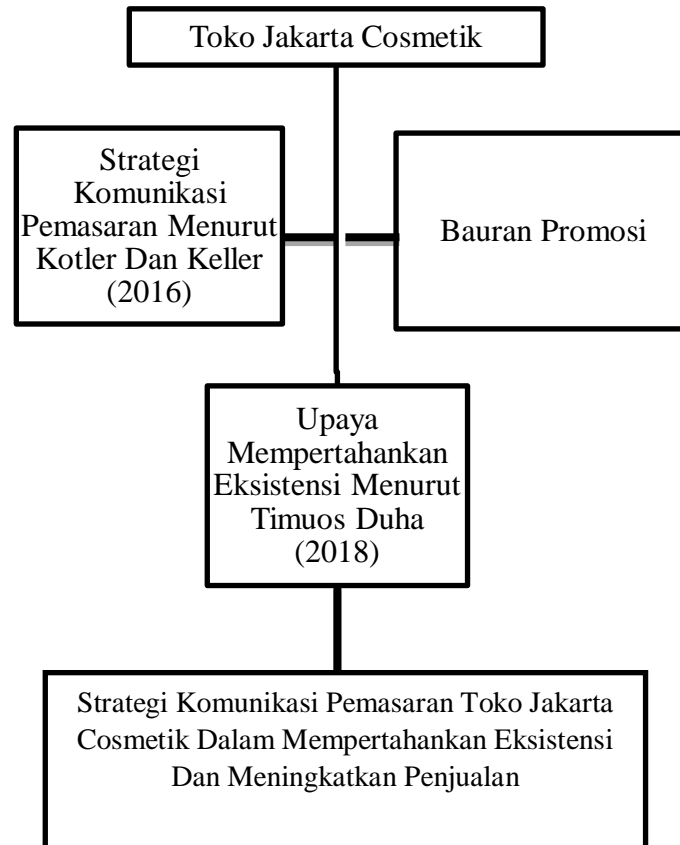 Toko Jakarta Cosmetik
Strategi
Komunikasi
Pemasaran Menurut
Kotler Dan Keller
(2016)
Bauran Promosi
Upaya
Mempertahankan
Eksistensi Menurut
Timuos Duha
(2018)
Strategi Komunikasi Pemasaran Toko Jakarta
Cosmetik Dalam Mempertahankan Eksistensi
Dan Meningkatkan Penjualan